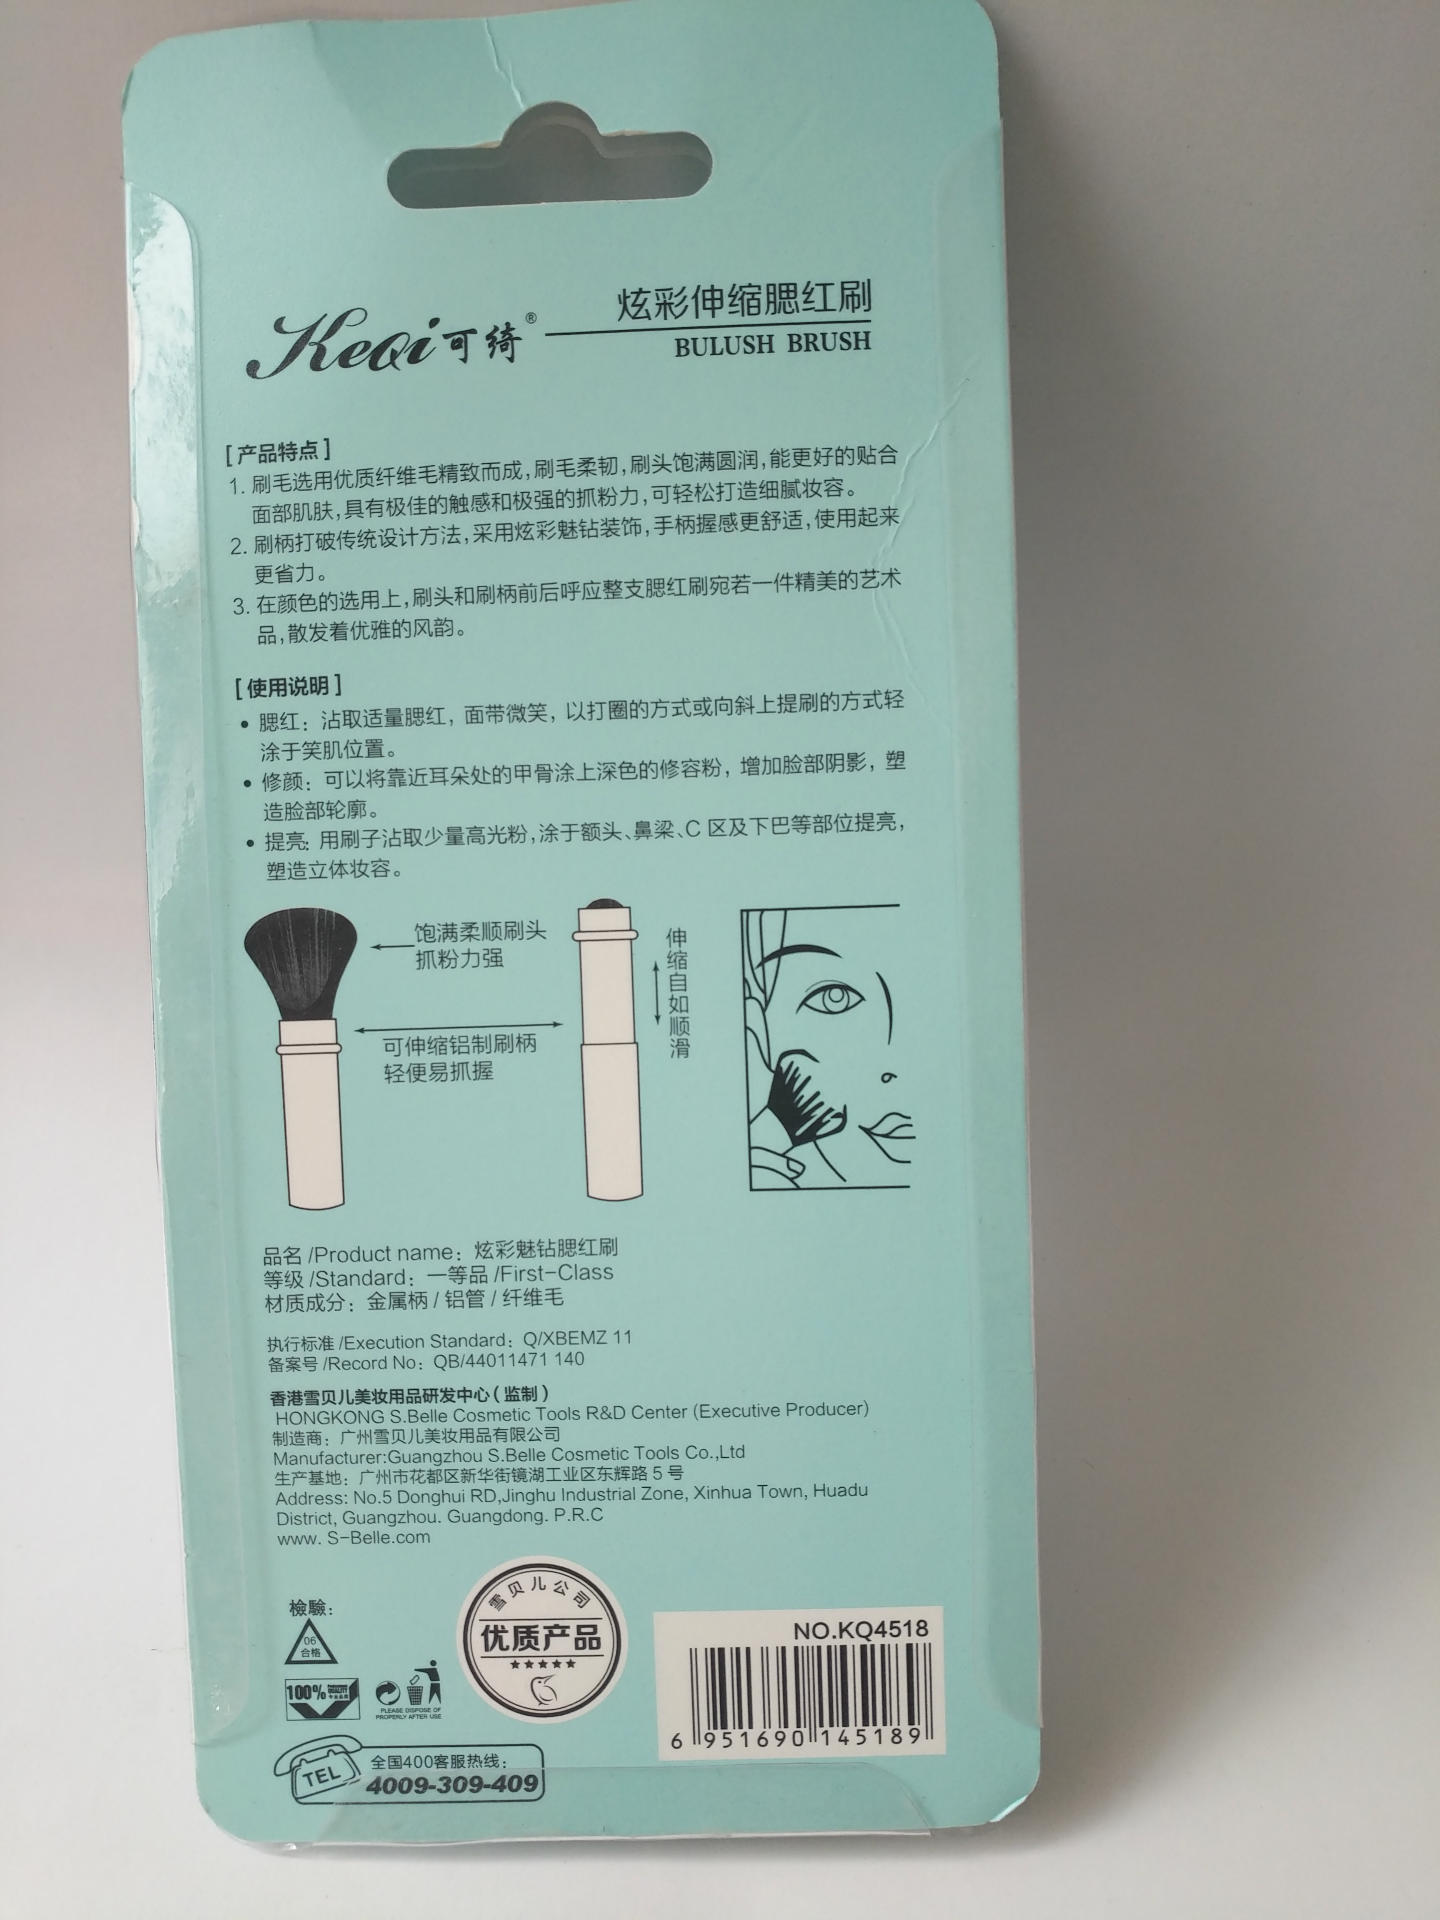 KeQi可绮®
炫彩伸缩腮红刷
BULUSH BRUSH
[产品特点]
1. 刷毛选用优质纤维毛精致而成,刷毛柔韧,刷头饱满圆润,能更好的贴合
面部肌肤,具有极佳的触感和极强的抓粉力,可轻松打造细腻妆容。
2. 刷柄打破传统设计方法,采用炫彩魅钻装饰,手柄握感更舒适,使用起来
更省力。
3. 在颜色的选用上,刷头和刷柄前后呼应整支腮红刷宛若一件精美的艺术
品,散发着优雅的风韵。
[使用说明]
• 腮红: 沾取适量腮红, 面带微笑, 以打圈的方式或向斜上提刷的方式轻
涂于笑肌位置。
• 修颜: 可以将靠近耳朵处的甲骨涂上深色的修容粉, 增加脸部阴影, 塑
造脸部轮廓。
• 提亮: 用刷子沾取少量高光粉,涂于额头、鼻梁、C 区及下巴等部位提亮,
塑造立体妆容。
饱满柔顺刷头
抓粉力强
伸缩自如顺滑
可伸缩铝制刷柄
轻便易抓握
品名 /Product name: 炫彩魅钻腮红刷
等级 /Standard: 一等品 /First-Class
材质成分: 金属柄 / 铝管 / 纤维毛
执行标准 /Execution Standard: Q/XBEMZ 11
备案号 /Record No: QB/44011471 140
香港雪贝儿美妆用品研发中心 ( 监制 )
HONGKONG S.Belle Cosmetic Tools R&D Center (Executive Producer)
制造商: 广州雪贝儿美妆用品有限公司
Manufacturer:Guangzhou S.Belle Cosmetic Tools Co.,Ltd
生产基地: 广州市花都区新华街镜湖工业区东辉路 5 号
Address: No.5 Donghui RD,Jinghu Industrial Zone, Xinhua Town, Huadu
District, Guangzhou. Guangdong. P.R.C
www. S-Belle.com
檢驗:
06
合格
100%
PLEASE DISPOSE OF
PROPERLY AFTER USE
雪贝儿公司
优质产品
★★★★★
NO.KQ4518
6 951690 145189
TEL
全国400客服热线:
4009-309-409